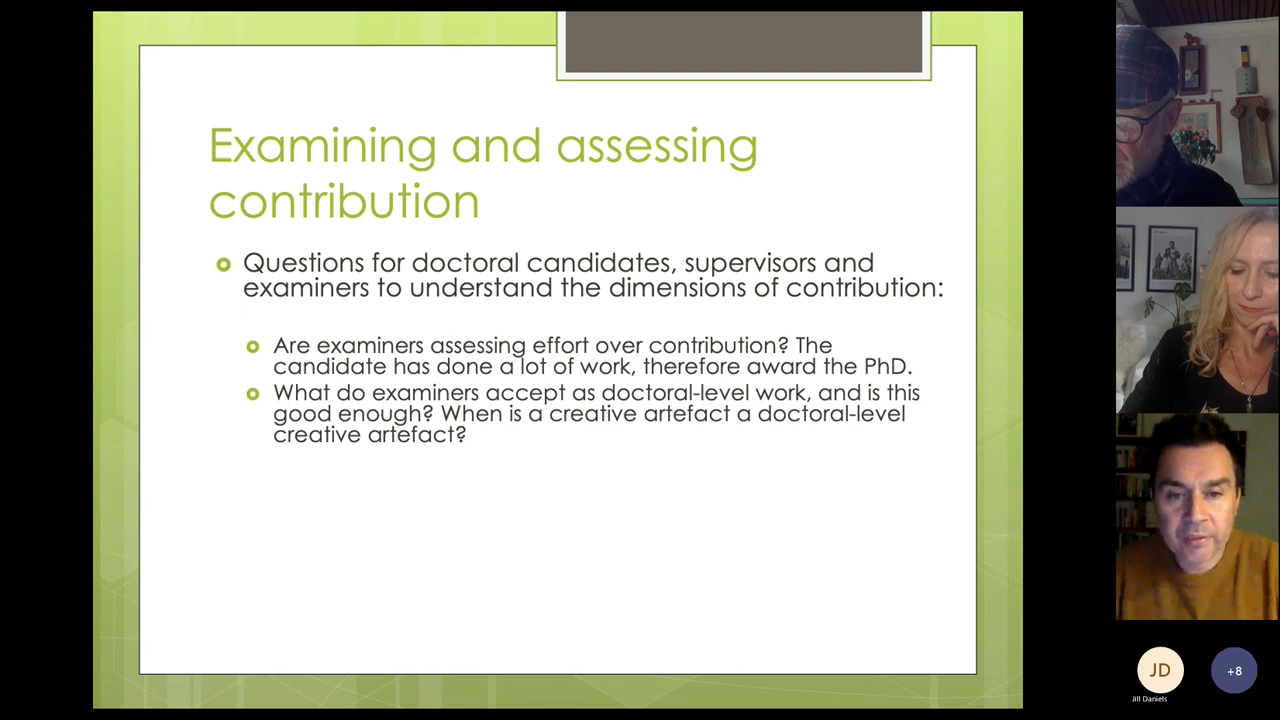 Examining and assessing
contribution
Questions for doctoral candidates, supervisors and
examiners to understand the dimensions of contribution:
Are examiners assessing effort over contribution? The
candidate has done a lot of work, therefore award the PhD.
What do examiners accept as doctoral-level work, and is this
good enough? When is a creative artefact a doctoral-level
creative artefact?
JD
+8
Jill Daniels